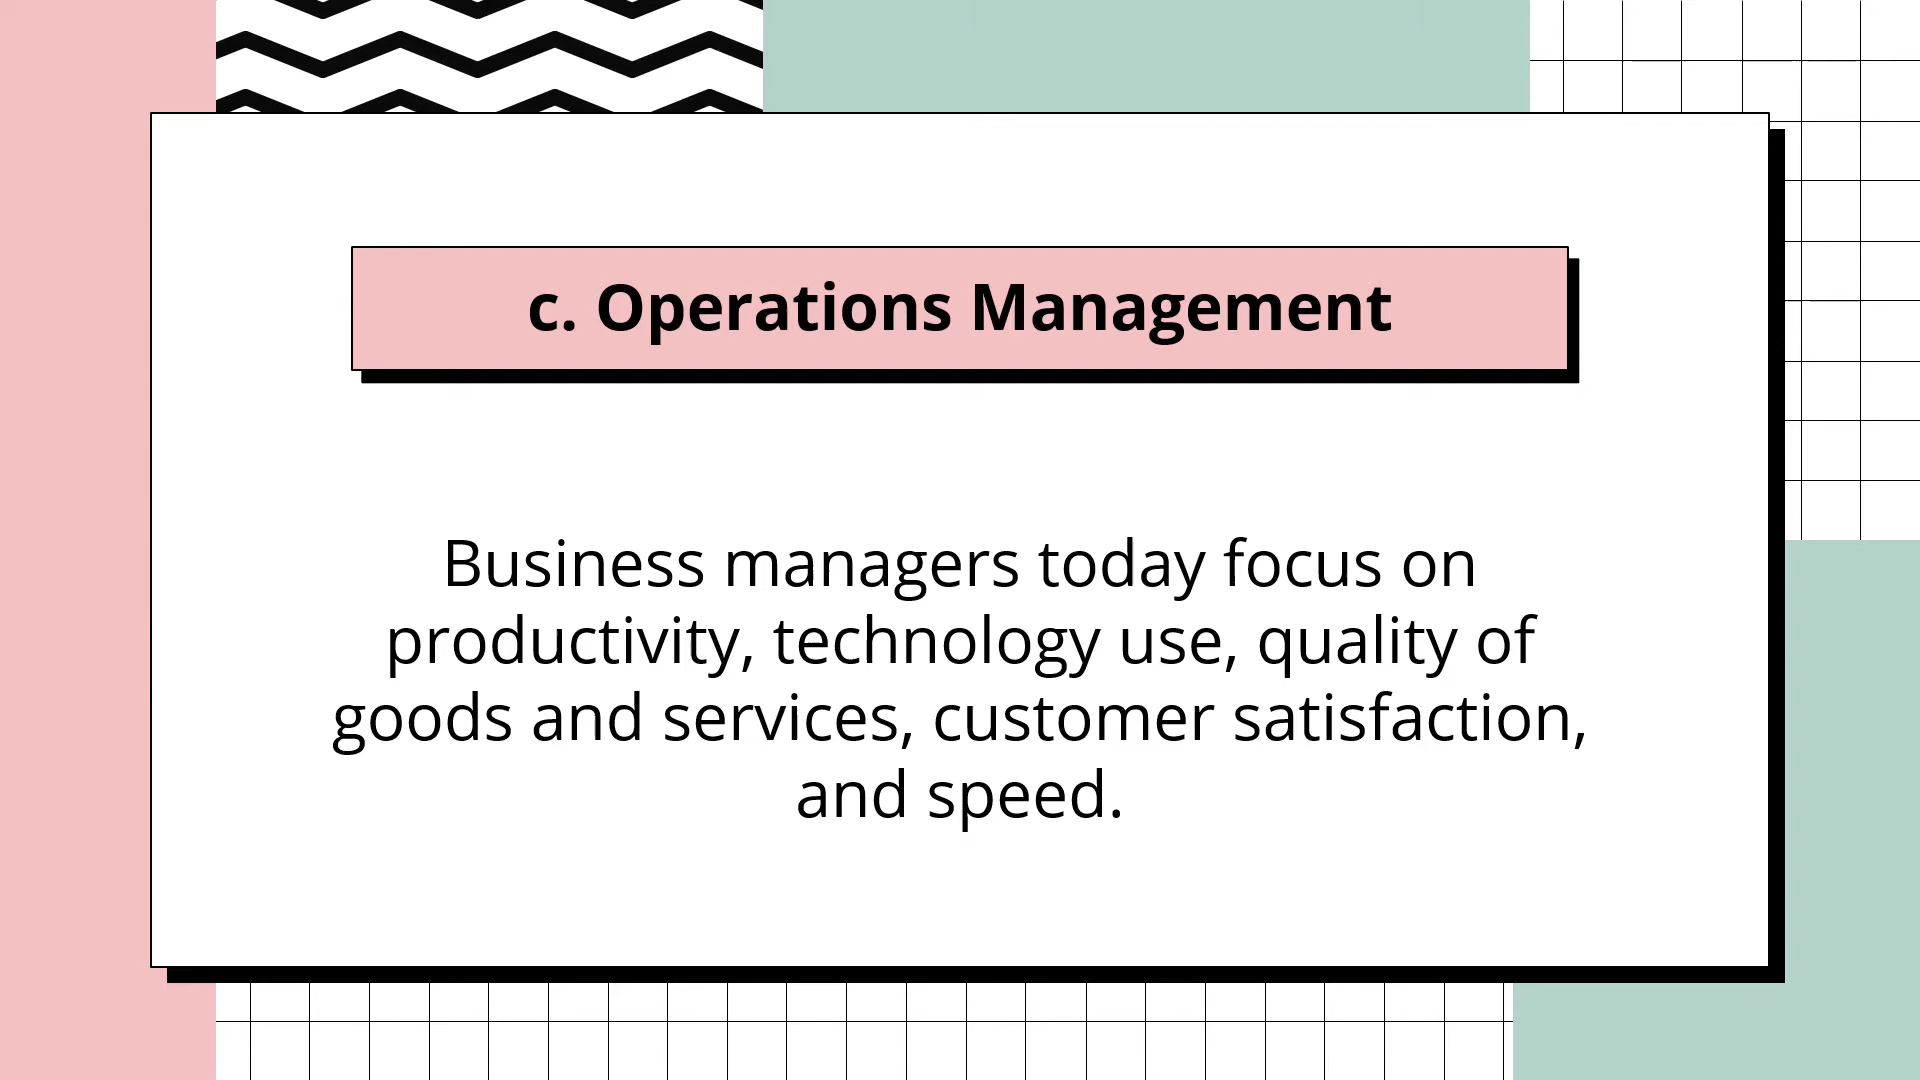 c. Operations Management
Business managers today focus on
productivity, technology use, quality of
goods and services, customer satisfaction,
and speed.